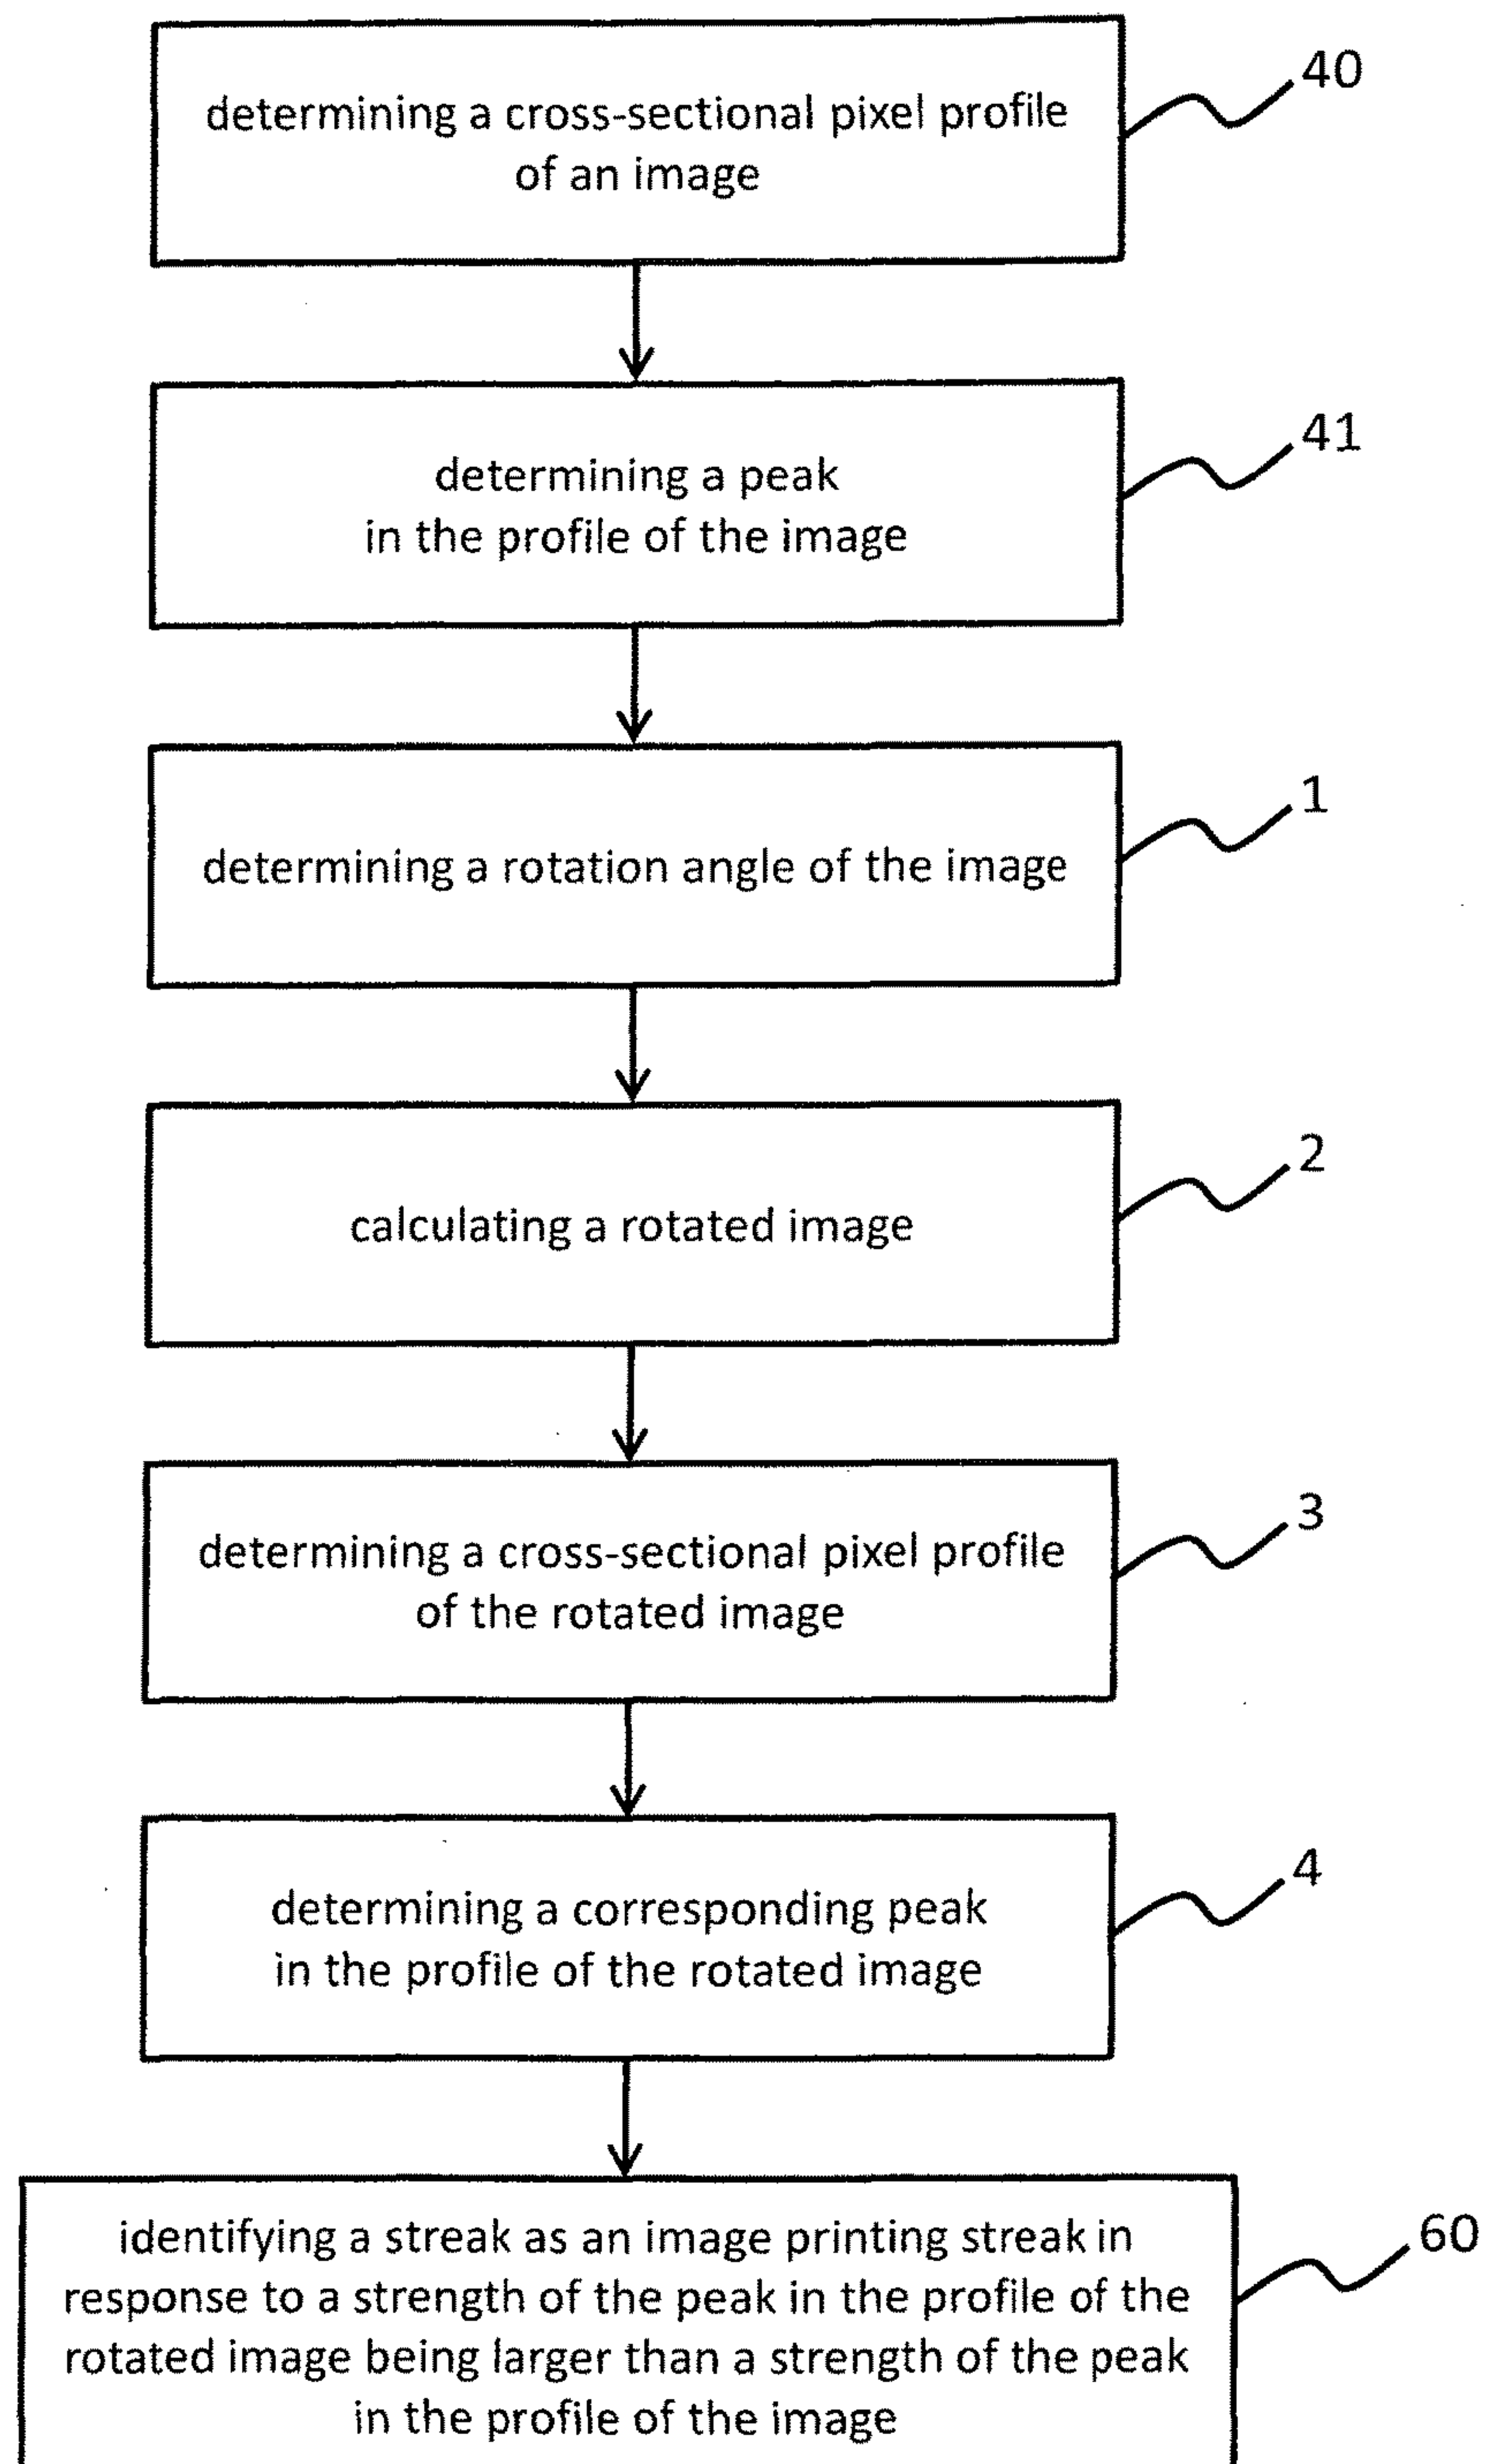 determining a cross-sectional pixel profile
of an image
40
determining a peak
in the profile of the image
41
determining a rotation angle of the image
1
calculating a rotated image
2
determining a cross-sectional pixel profile
of the rotated image
3
determining a corresponding peak
in the profile of the rotated image
4
identifying a streak as an image printing streak in
response to a strength of the peak in the profile of the
rotated image being larger than a strength of the peak
in the profile of the image
60